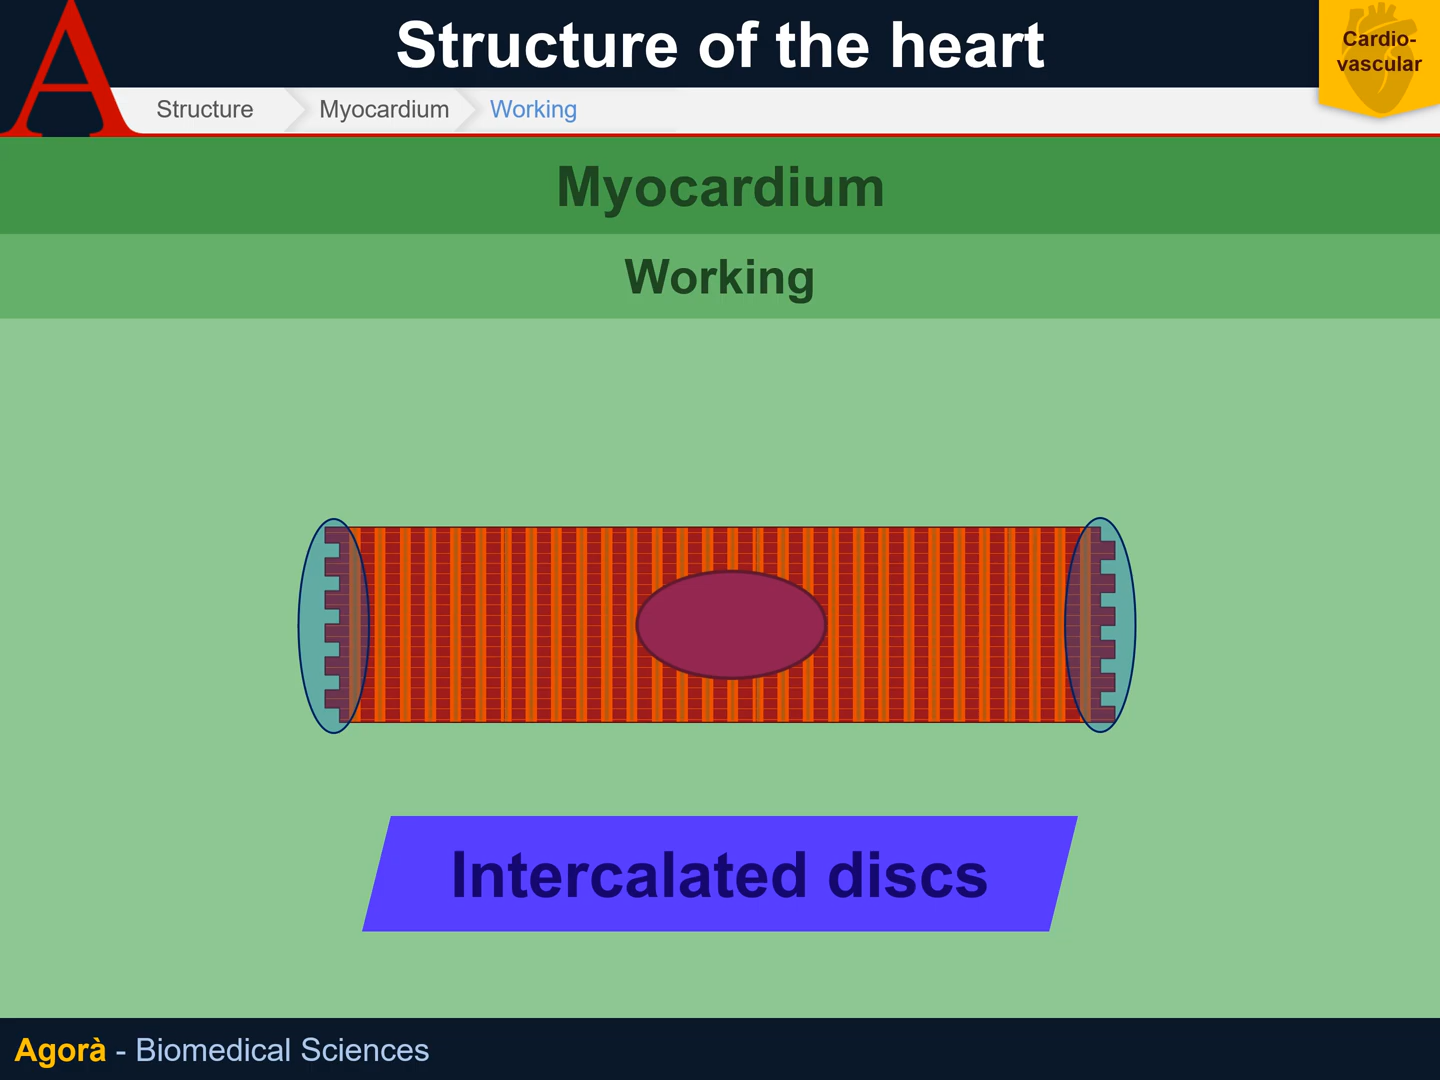 A
Structure of the heart
Cardio-
vascular
Structure
Myocardium
Working
Myocardium
Working
Intercalated discs
Agorà - Biomedical Sciences